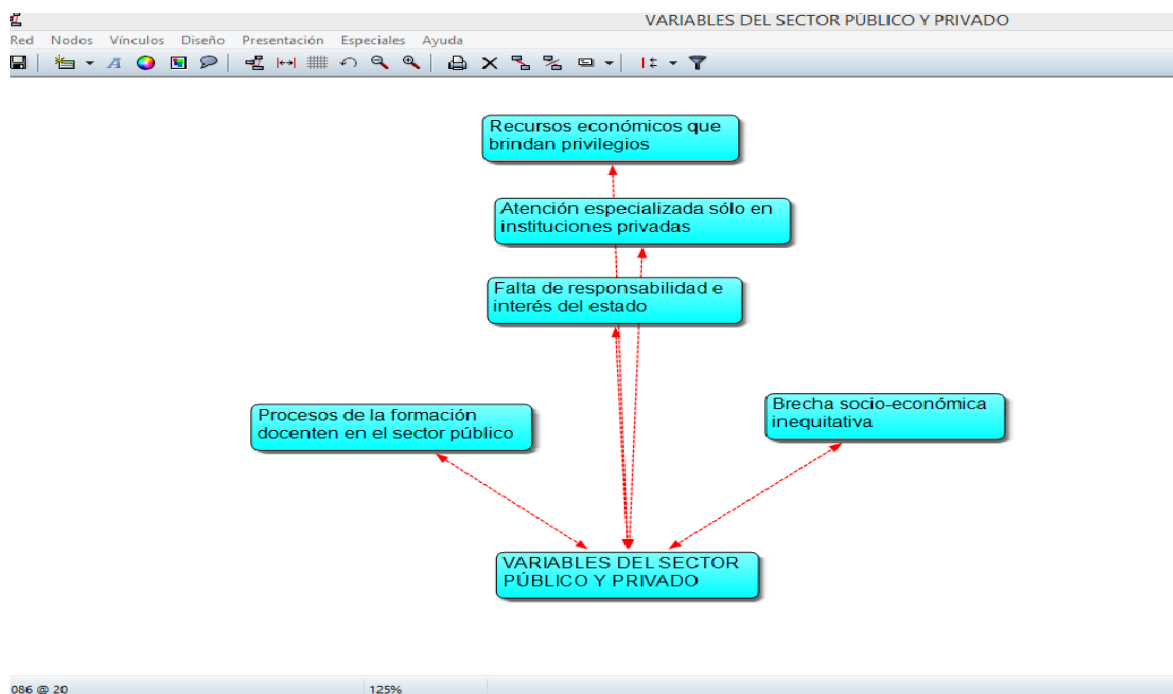 VARIABLES DEL SECTOR PÚBLICO Y PRIVADO
Red Nodos Vínculos Diseño Presentación Especiales Ayuda
Recursos económicos que
brindan privilegios
Atención especializada sólo en
instituciones privadas
Falta de responsabilidad e
interés del estado
Procesos de la formación
docenten en el sector público
Brecha socio-económica
inequitativa
VARIABLES DEL SECTOR
PÚBLICO Y PRIVADO
086 @ 20 125%